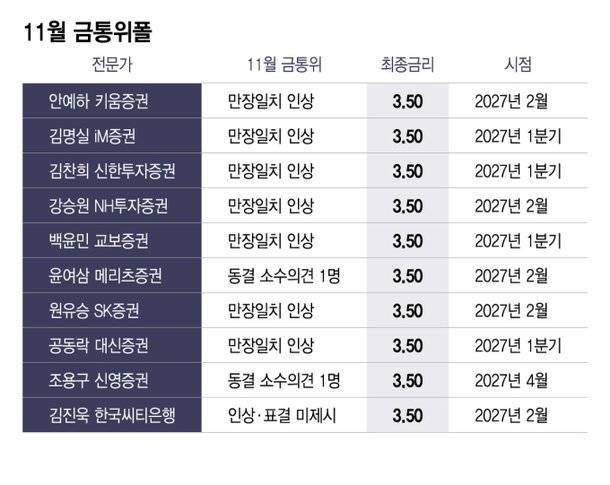 11월 금통위폴
전문가 11월 금통위 최종금리 시점
안예하 키움증권 만장일치 인상 3.50 2027년 2월
김명실 iM증권 만장일치 인상 3.50 2027년 1분기
김찬희 신한투자증권 만장일치 인상 3.50 2027년 1분기
강승원 NH투자증권 만장일치 인상 3.50 2027년 2월
백윤민 교보증권 만장일치 인상 3.50 2027년 1분기
윤여삼 메리츠증권 동결 소수의견 1명 3.50 2027년 2월
원유승 SK증권 만장일치 인상 3.50 2027년 2월
공동락 대신증권 만장일치 인상 3.50 2027년 1분기
조용구 신영증권 동결 소수의견 1명 3.50 2027년 4월
김진욱 한국씨티은행 인상·표결 미제시 3.50 2027년 2월